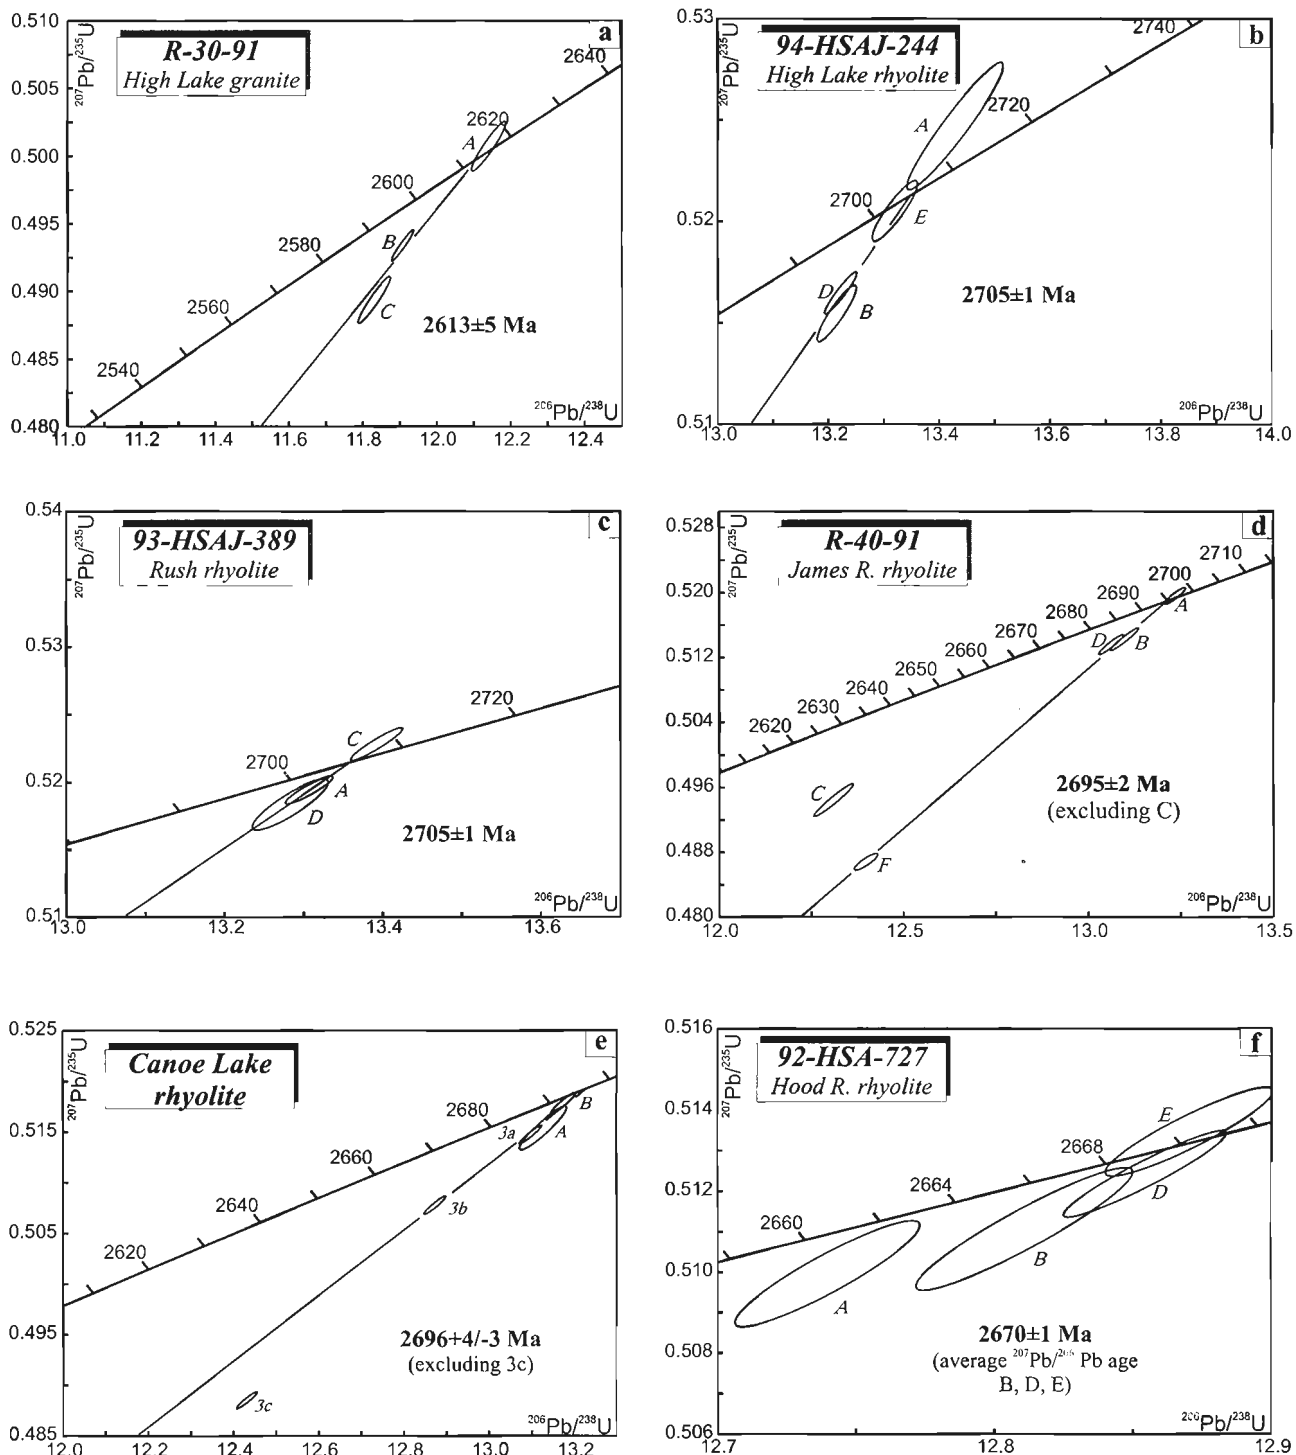 a
R-30-91
High Lake granite
207Pb/235U
206Pb/238U
0.510
0.505
0.500
0.495
0.490
0.485
0.480
11.0 11.2 11.4 11.6 11.8 12.0 12.2 12.4
2540
2560
2580
2600
2620
2640
A
B
C
2613±5 Ma
b
94-HSAJ-244
High Lake rhyolite
207Pb/235U
206Pb/238U
0.53
0.52
0.51
13.0 13.2 13.4 13.6 13.8 14.0
2700
2720
2740
A
E
D
B
2705±1 Ma
c
93-HSAJ-389
Rush rhyolite
207Pb/235U
206Pb/238U
0.54
0.53
0.52
0.51
13.0 13.2 13.4 13.6
2700
2720
C
A
D
2705±1 Ma
d
R-40-91
James R. rhyolite
207Pb/235U
206Pb/238U
0.528
0.520
0.512
0.504
0.496
0.488
0.480
12.0 12.5 13.0 13.5
2620
2630
2640
2650
2660
2670
2680
2690
2700
2710
A
B
D
C
F
2695±2 Ma
(excluding C)
e
Canoe Lake
rhyolite
207Pb/235U
206Pb/238U
0.525
0.515
0.505
0.495
0.485
12.0 12.2 12.4 12.6 12.8 13.0 13.2
2620
2640
2660
2680
B
A
3a
3b
3c
2696+4/-3 Ma
(excluding 3c)
f
92-HSA-727
Hood R. rhyolite
207Pb/235U
206Pb/238U
0.516
0.514
0.512
0.510
0.508
0.506
12.7 12.8 12.9
2660
2664
2668
E
D
B
A
2670±1 Ma
(average 207Pb/206 Pb age
B, D, E)